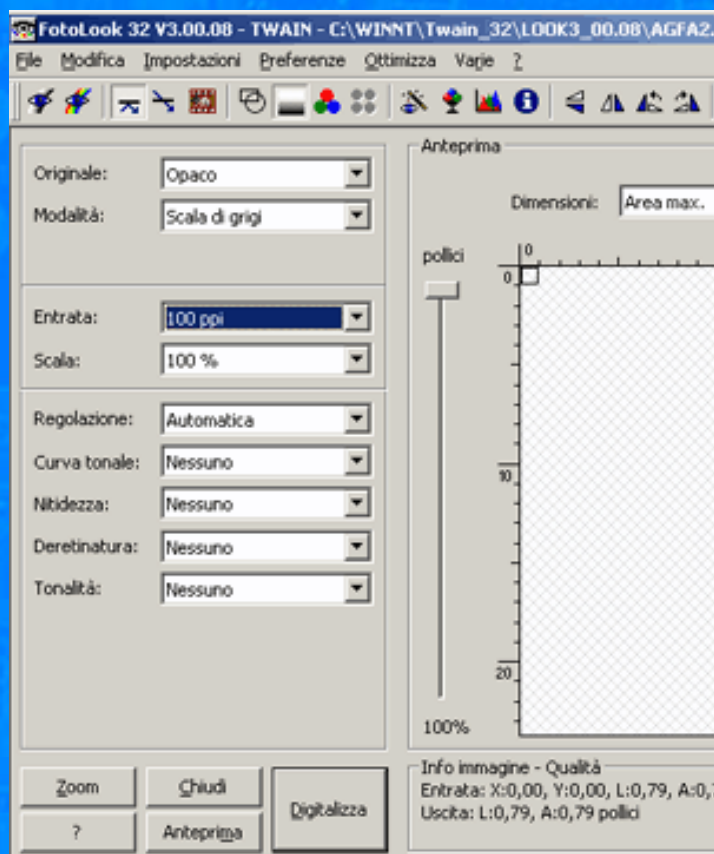 FotoLook 32 V3.00.08 - TWAIN - C:\WINNT\Twain_32\LOOK3_00.08\AGFA2.
File Modifica Impostazioni Preferenze Ottimizza Varie ?
Originale: Opaco
Modalità: Scala di grigi
Entrata: 100 ppi
Scala: 100 %
Regolazione: Automatica
Curva tonale: Nessuno
Nitidezza: Nessuno
Deretinatura: Nessuno
Tonalità: Nessuno
Zoom Chiudi Digitalizza
? Anteprima
Anteprima
Dimensioni: Area max.
pollici 0
0
10
20
100%
Info immagine - Qualità
Entrata: X:0,00, Y:0,00, L:0,79, A:0,
Uscita: L:0,79, A:0,79 pollici